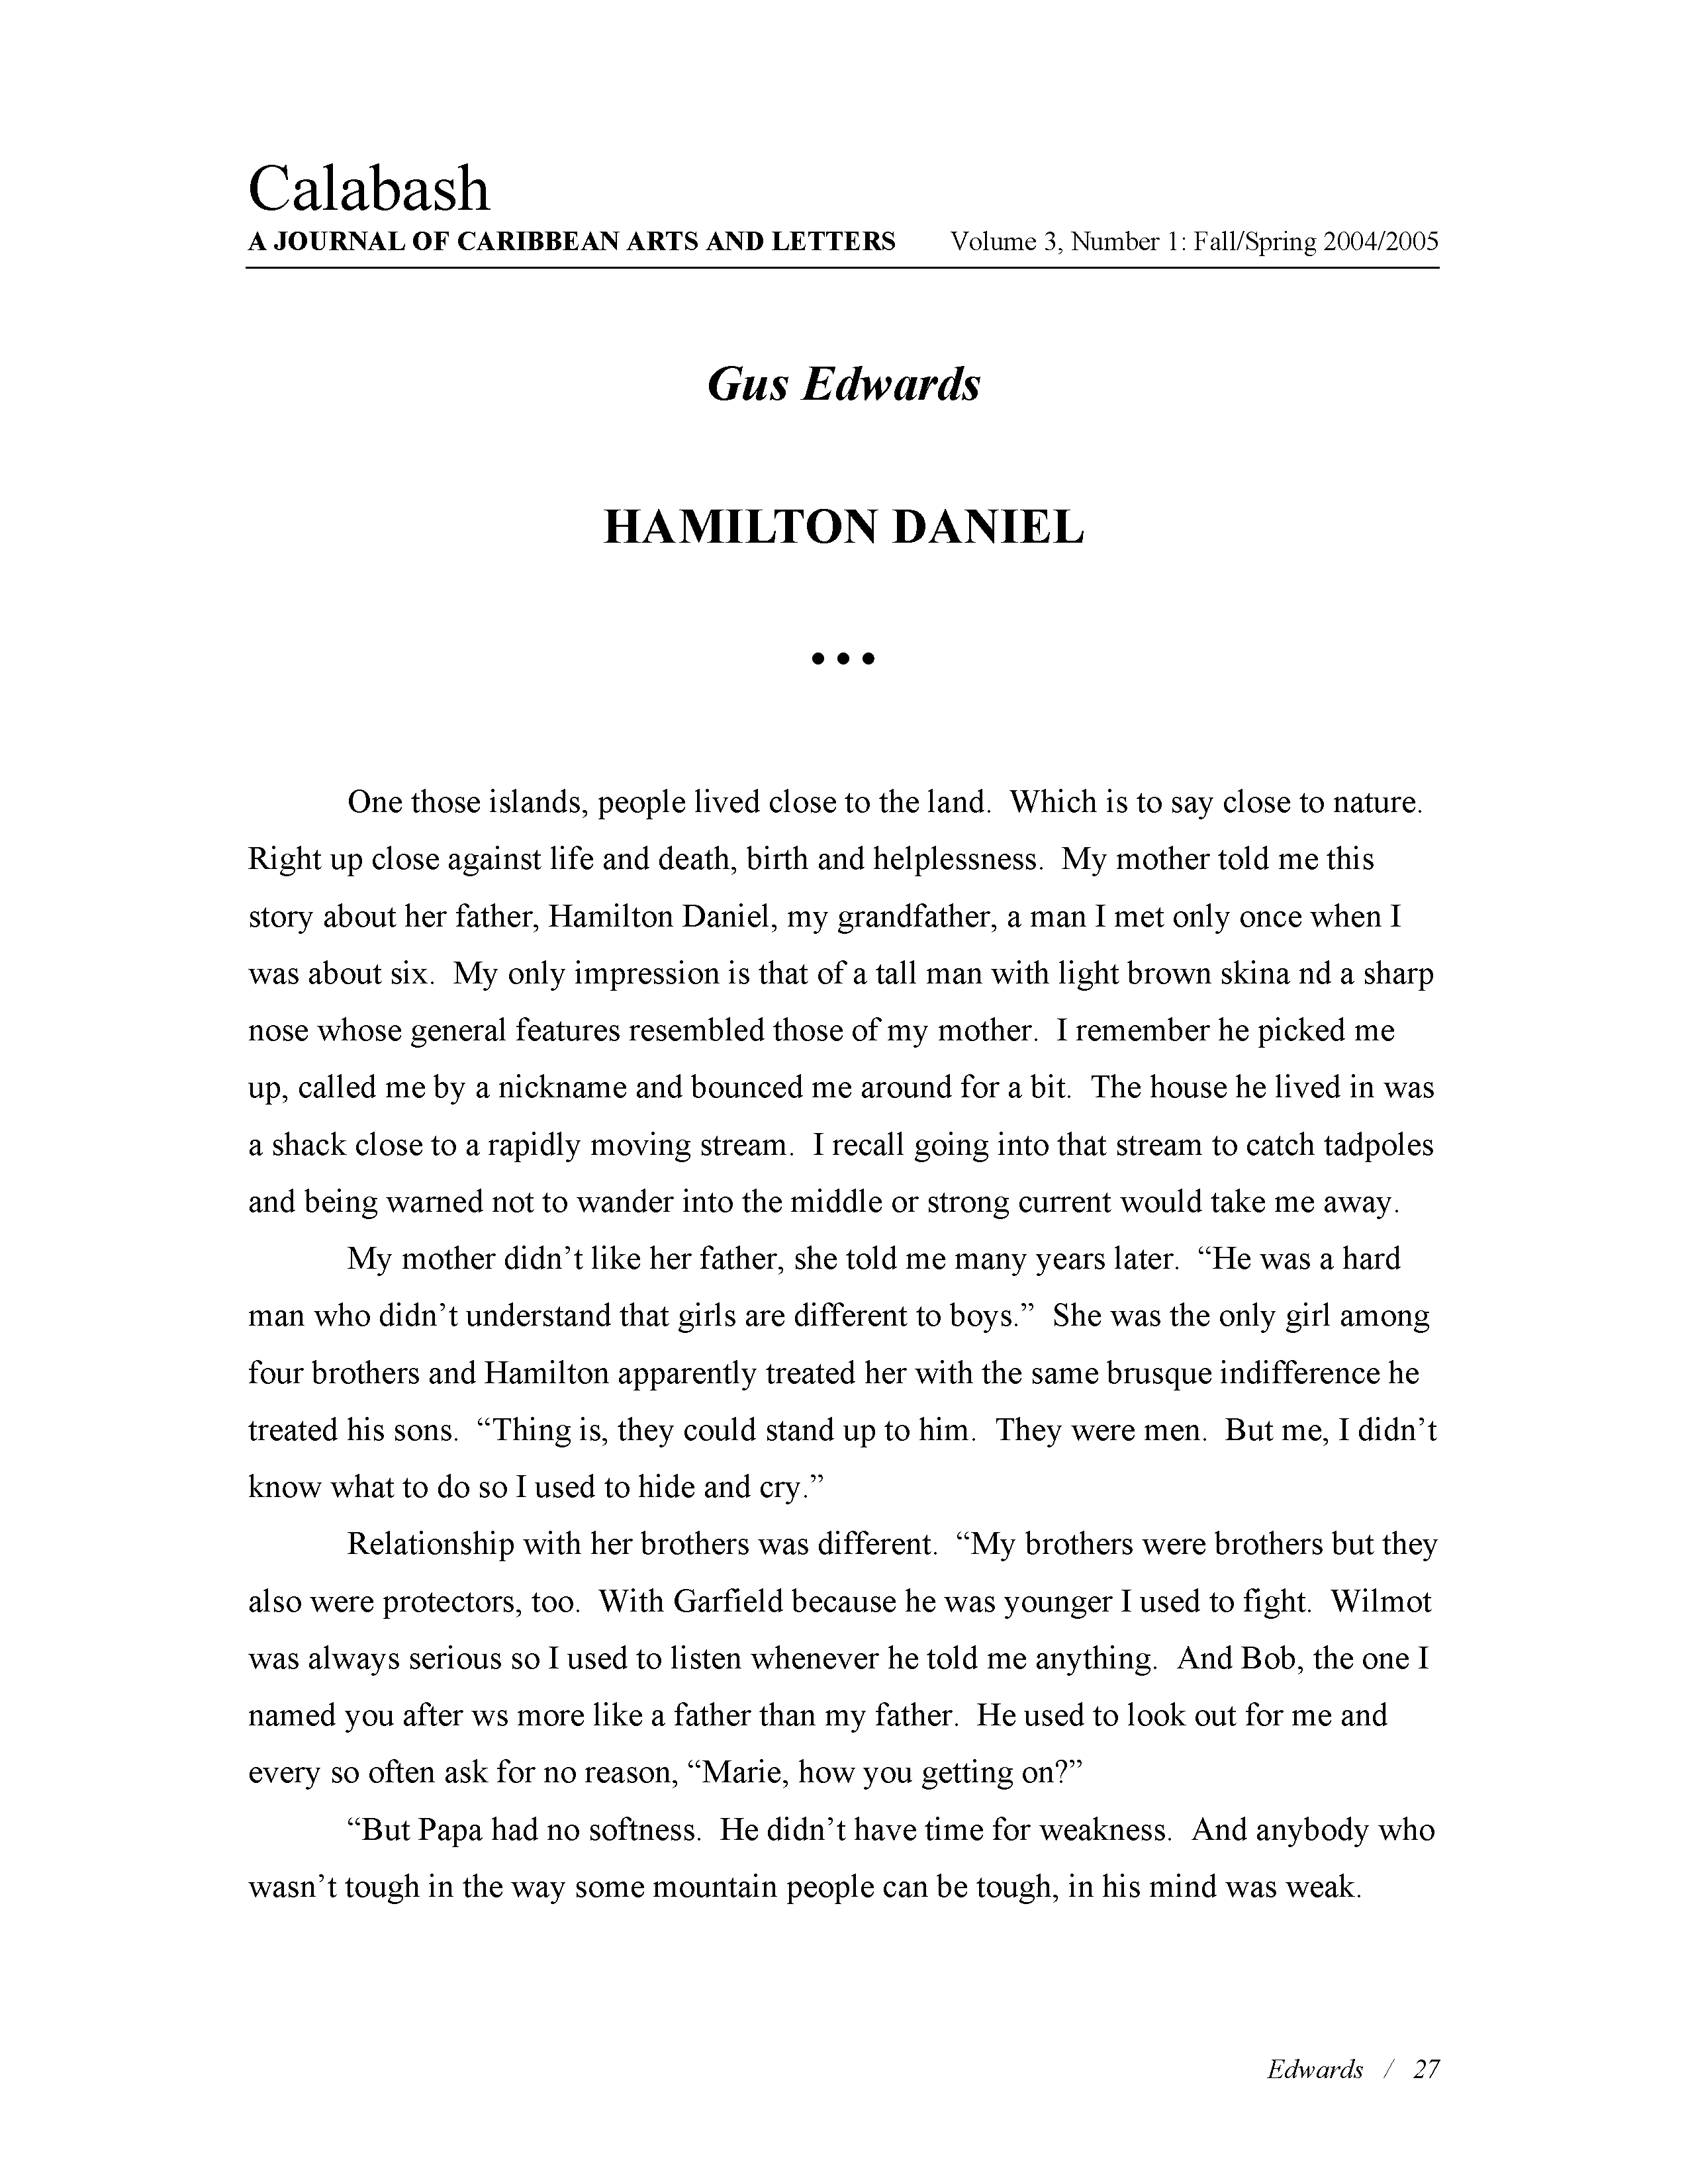 Calabash
A JOURNAL OF CARIBBEAN ARTS AND LETTERS Volume 3, Number 1: Fall/Spring 2004/2005
Gus Edwards
HAMILTON DANIEL
•••
One those islands, people lived close to the land. Which is to say close to nature.
Right up close against life and death, birth and helplessness. My mother told me this
story about her father, Hamilton Daniel, my grandfather, a man I met only once when I
was about six. My only impression is that of a tall man with light brown skina nd a sharp
nose whose general features resembled those of my mother. I remember he picked me
up, called me by a nickname and bounced me around for a bit. The house he lived in was
a shack close to a rapidly moving stream. I recall going into that stream to catch tadpoles
and being warned not to wander into the middle or strong current would take me away.
My mother didn’t like her father, she told me many years later. “He was a hard
man who didn’t understand that girls are different to boys.” She was the only girl among
four brothers and Hamilton apparently treated her with the same brusque indifference he
treated his sons. “Thing is, they could stand up to him. They were men. But me, I didn’t
know what to do so I used to hide and cry.”
Relationship with her brothers was different. “My brothers were brothers but they
also were protectors, too. With Garfield because he was younger I used to fight. Wilmot
was always serious so I used to listen whenever he told me anything. And Bob, the one I
named you after ws more like a father than my father. He used to look out for me and
every so often ask for no reason, “Marie, how you getting on?”
“But Papa had no softness. He didn’t have time for weakness. And anybody who
wasn’t tough in the way some mountain people can be tough, in his mind was weak.
Edwards / 27